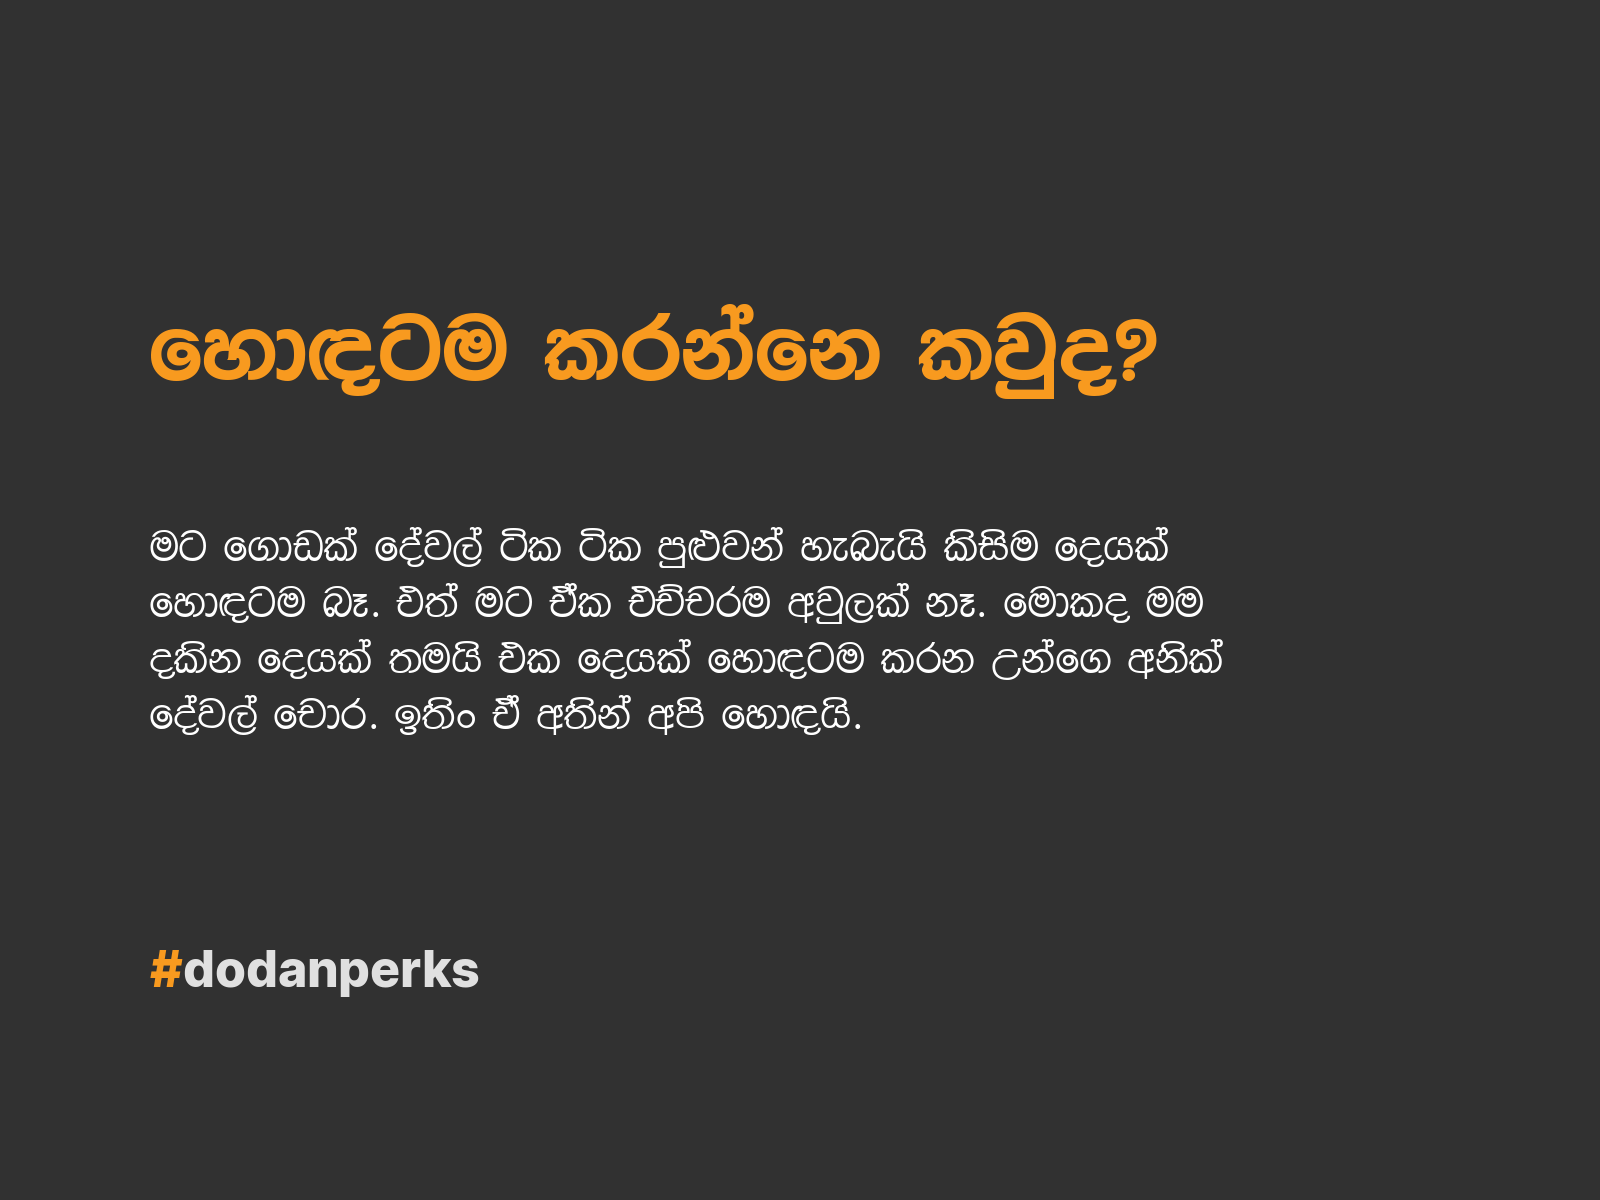 හොඳටම කරන්නෙ කවුද?
මට ගොඩක් දේවල් ටික ටික පුළුවන් හැබැයි කිසිම දෙයක්
හොඳටම බෑ. එත් මට ඒක එච්චරම අවුලක් නෑ. මොකද මම
දකින දෙයක් තමයි එක දෙයක් හොඳටම කරන උන්ගෙ අනික්
දේවල් චොර. ඉතිං ඒ අතින් අපි හොඳයි.
#dodanperks